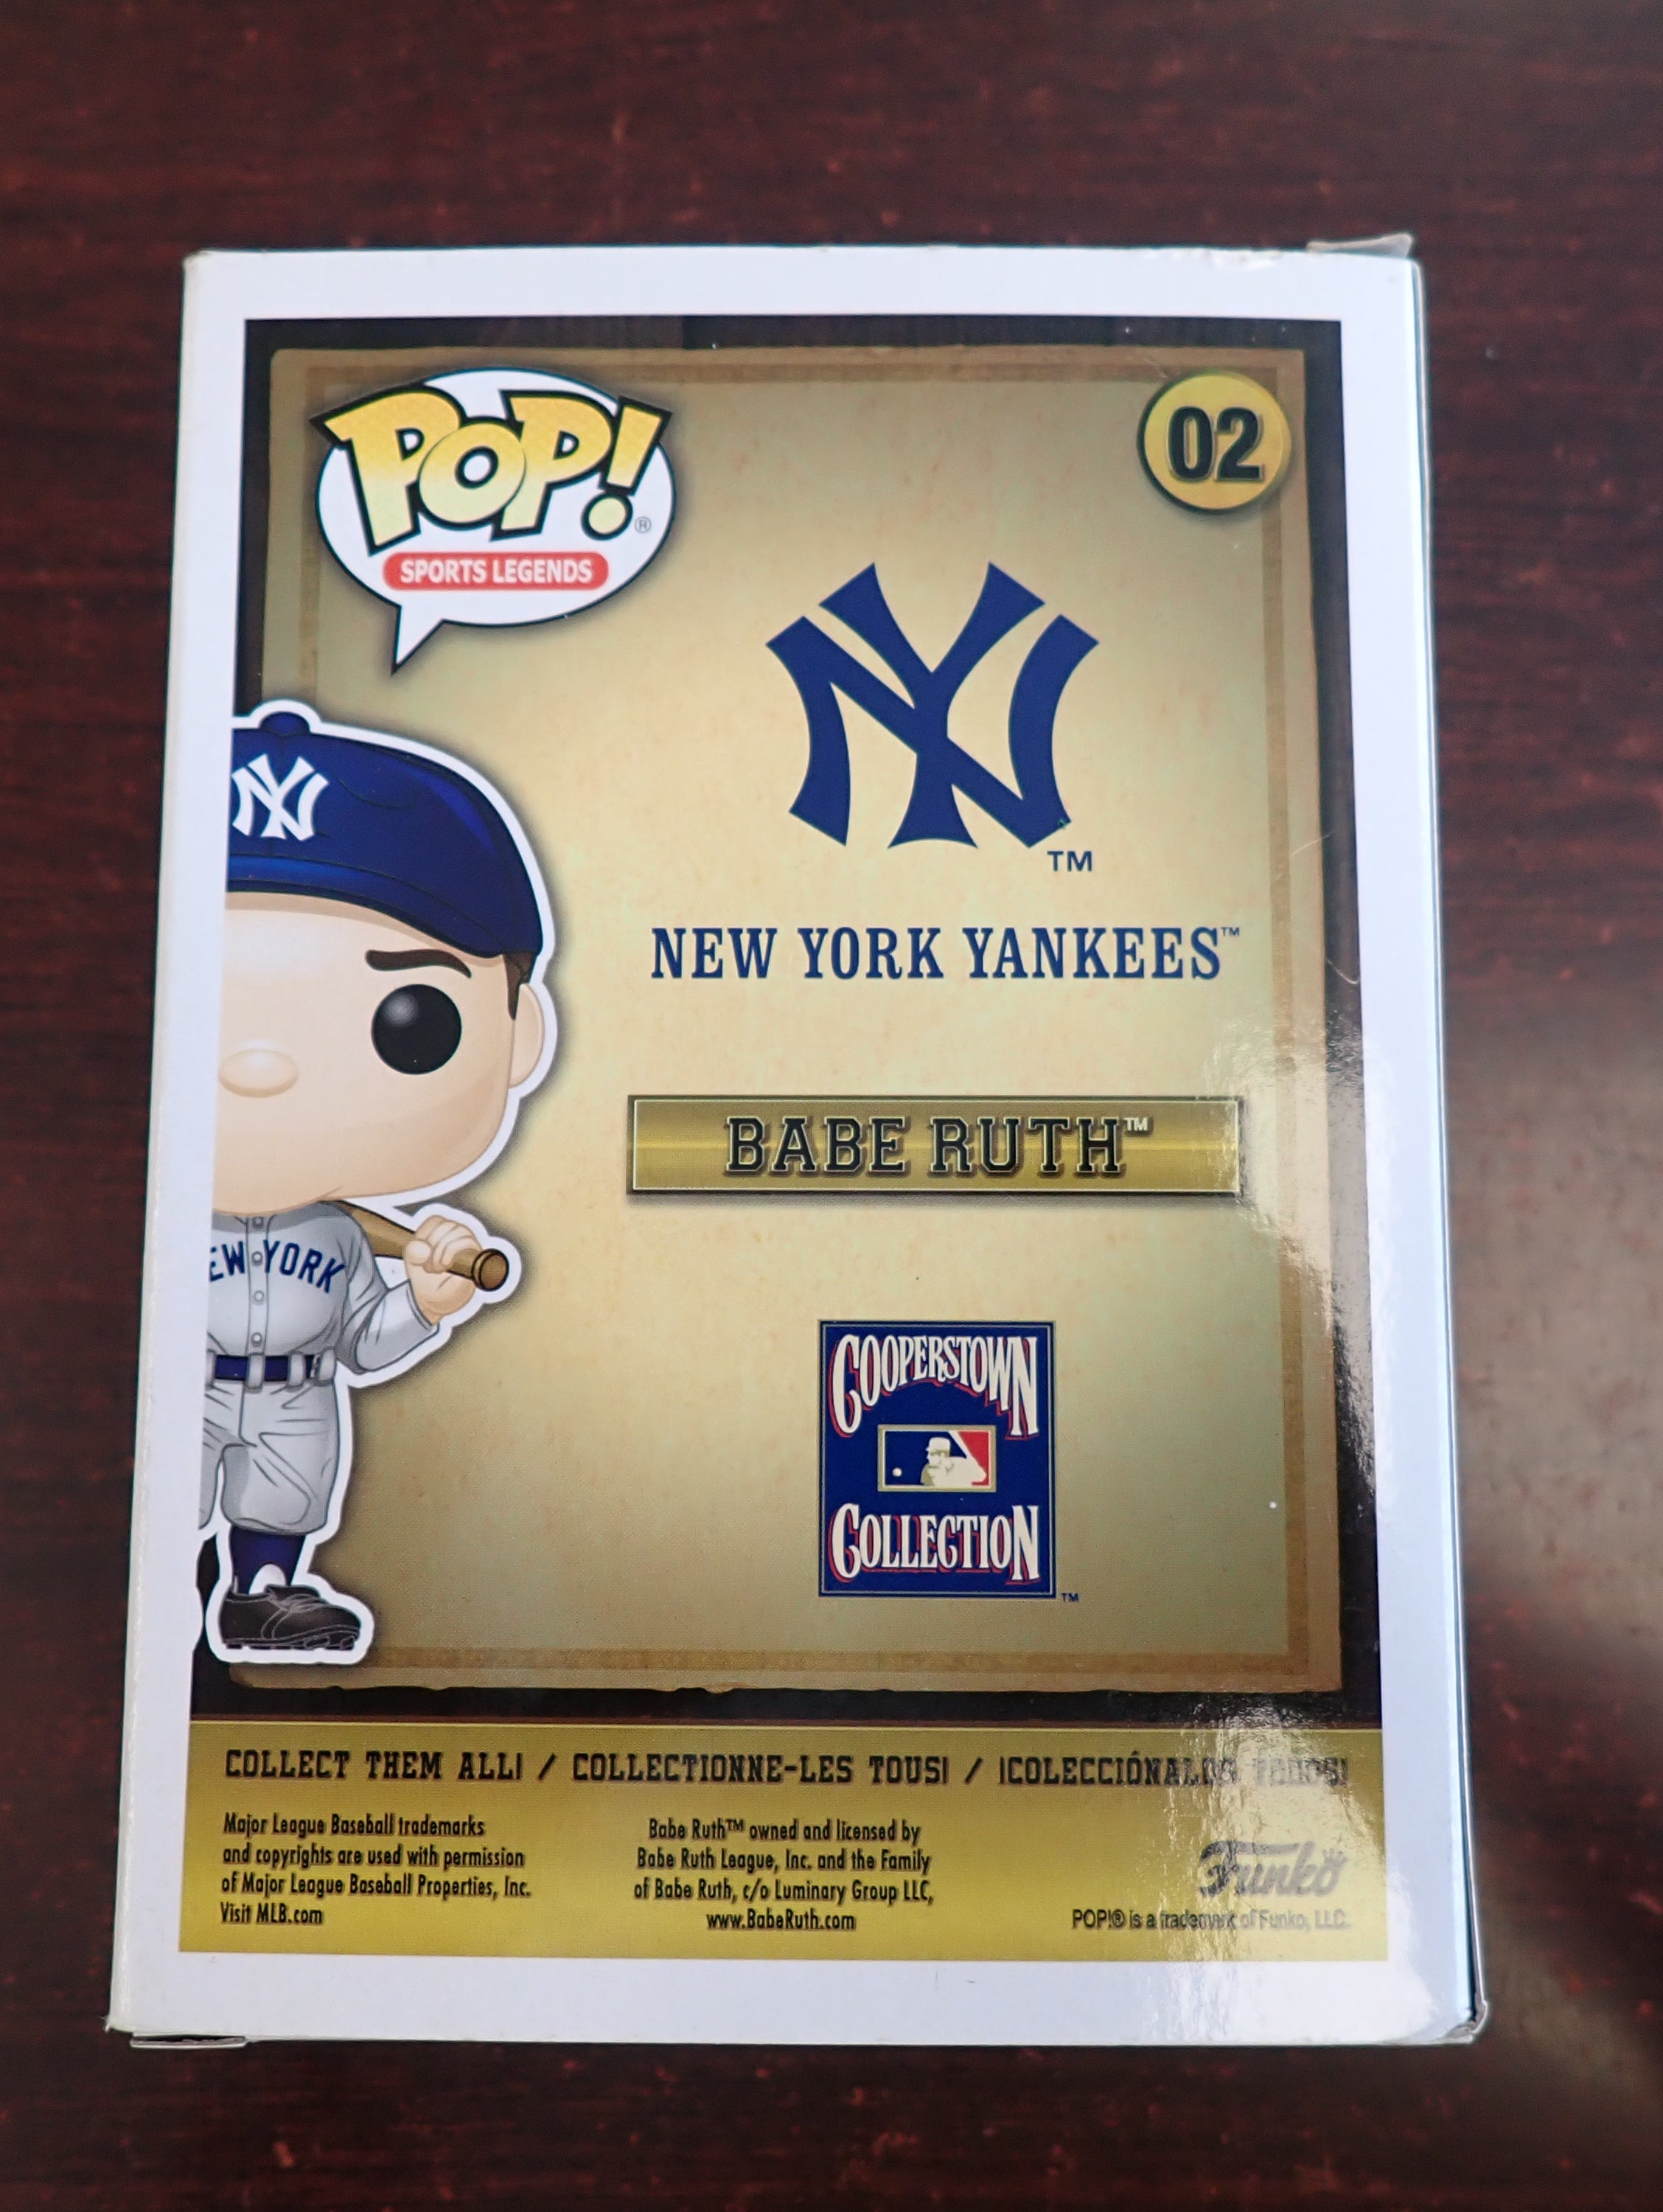 POP!®
SPORTS LEGENDS
02
NY
NY
TM
NEW YORK YANKEES™
BABE RUTH™
EW YORK
COOPERSTOWN
COLLECTION
TM
COLLECT THEM ALL! / COLLECTIONNE-LES TOUS! / ¡COLECCIÓNALOS TODOS!
Major League Baseball trademarks
and copyrights are used with permission
of Major League Baseball Properties, Inc.
Visit MLB.com
Babe Ruth™ owned and licensed by
Babe Ruth League, Inc. and the Family
of Babe Ruth, c/o Luminary Group LLC,
www.BabeRuth.com
Funko
POP!® is a trademark of Funko, LLC.